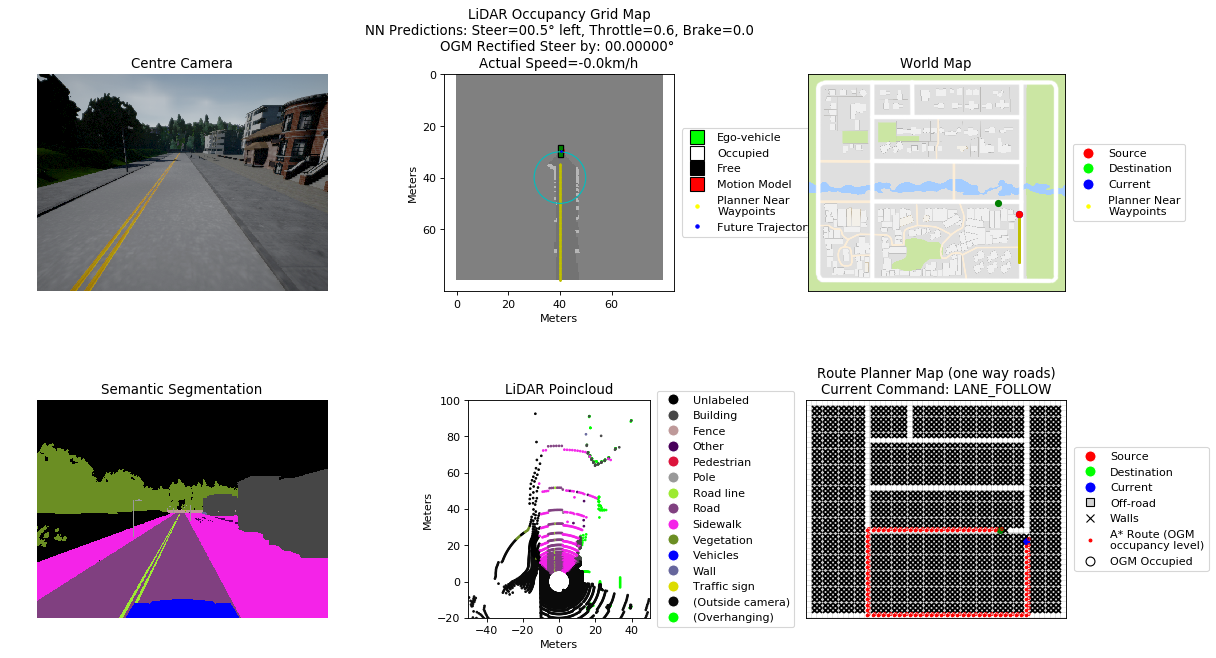 LiDAR Occupancy Grid Map
NN Predictions: Steer=00.5° left, Throttle=0.6, Brake=0.0
OGM Rectified Steer by: 00.00000°
Actual Speed=-0.0km/h
Centre Camera
World Map
0
20
40
60
Meters
0
20
40
60
Meters
Ego-vehicle
Occupied
Free
Motion Model
Planner Near
Waypoints
Future Trajector
Source
Destination
Current
Planner Near
Waypoints
Semantic Segmentation
LiDAR Poincloud
Route Planner Map (one way roads)
Current Command: LANE_FOLLOW
100
80
60
40
20
0
−20
Meters
−40
−20
0
20
40
Meters
Unlabeled
Building
Fence
Other
Pedestrian
Pole
Road line
Road
Sidewalk
Vegetation
Vehicles
Wall
Traffic sign
(Outside camera)
(Overhanging)
Source
Destination
Current
Off-road
Walls
A* Route (OGM
occupancy level)
OGM Occupied